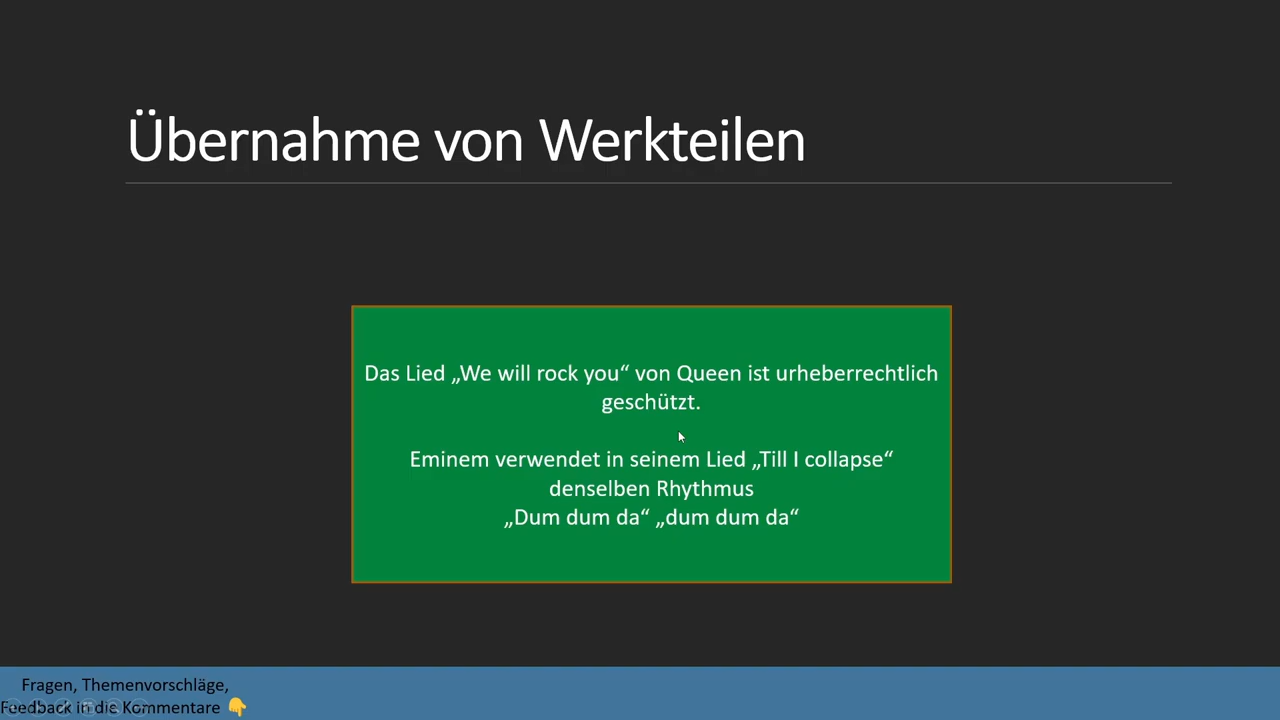 Übernahme von Werkteilen
Das Lied „We will rock you“ von Queen ist urheberrechtlich
geschützt.
Eminem verwendet in seinem Lied „Till I collapse“
denselben Rhythmus
„Dum dum da“ „dum dum da“
Fragen, Themenvorschläge,
Feedback in die Kommentare 👇